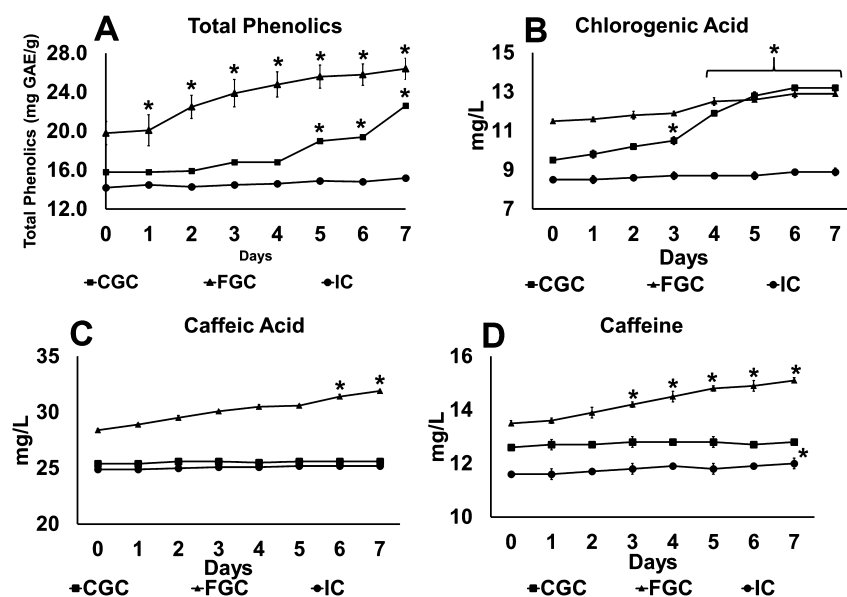 A Total Phenolics
Total Phenolics (mg GAE/g)
28.0
24.0
20.0
16.0
12.0
* * * * * * *
* * *
0 1 2 3 4 5 6 7
Days
CGC FGC IC
B Chlorogenic Acid
mg/L
15
13
11
9
7
*
*
0 1 2 3 4 5 6 7
Days
CGC FGC IC
C Caffeic Acid
mg/L
35
30
25
20
* *
0 1 2 3 4 5 6 7
Days
CGC FGC IC
D Caffeine
mg/L
16
14
12
10
* * * * *
*
0 1 2 3 4 5 6 7
Days
CGC FGC IC